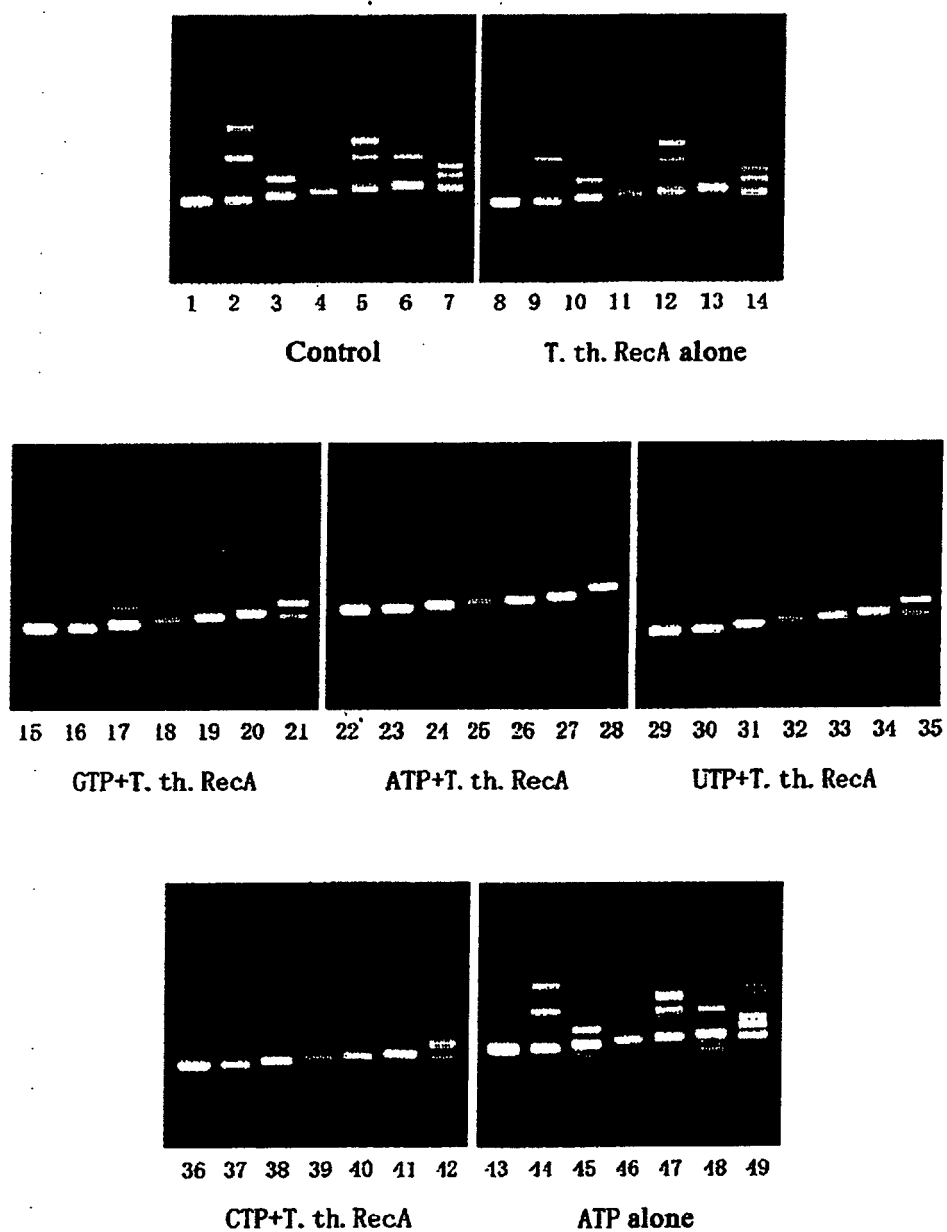 1 2 3 4 5 6 7
Control
8 9 10 11 12 13 14
T. th. RecA alone
15 16 17 18 19 20 21
GTP+T. th. RecA
22 23 24 25 26 27 28
ATP+T. th. RecA
29 30 31 32 33 34 35
UTP+T. th. RecA
36 37 38 39 40 41 42
CTP+T. th. RecA
43 44 45 46 47 48 49
ATP alone